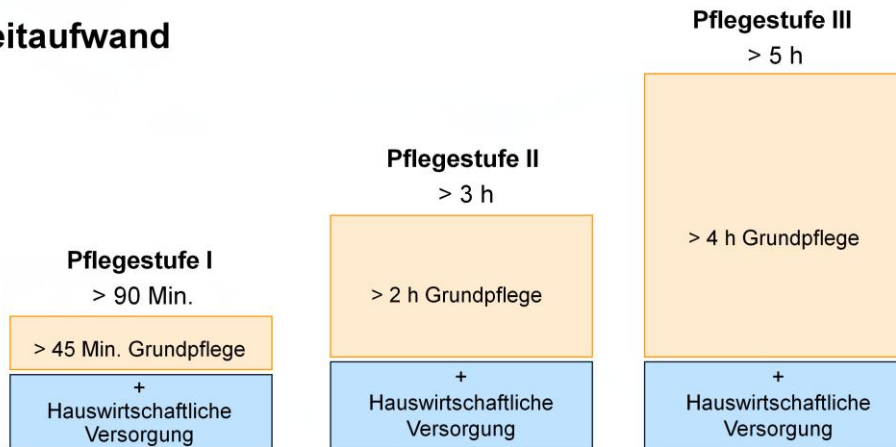 eitaufwand
Pflegestufe III
> 5 h
Pflegestufe II
> 3 h
> 4 h Grundpflege
Pflegestufe I
> 90 Min.
> 2 h Grundpflege
> 45 Min. Grundpflege
+
Hauswirtschaftliche
Versorgung
+
Hauswirtschaftliche
Versorgung
+
Hauswirtschaftliche
Versorgung